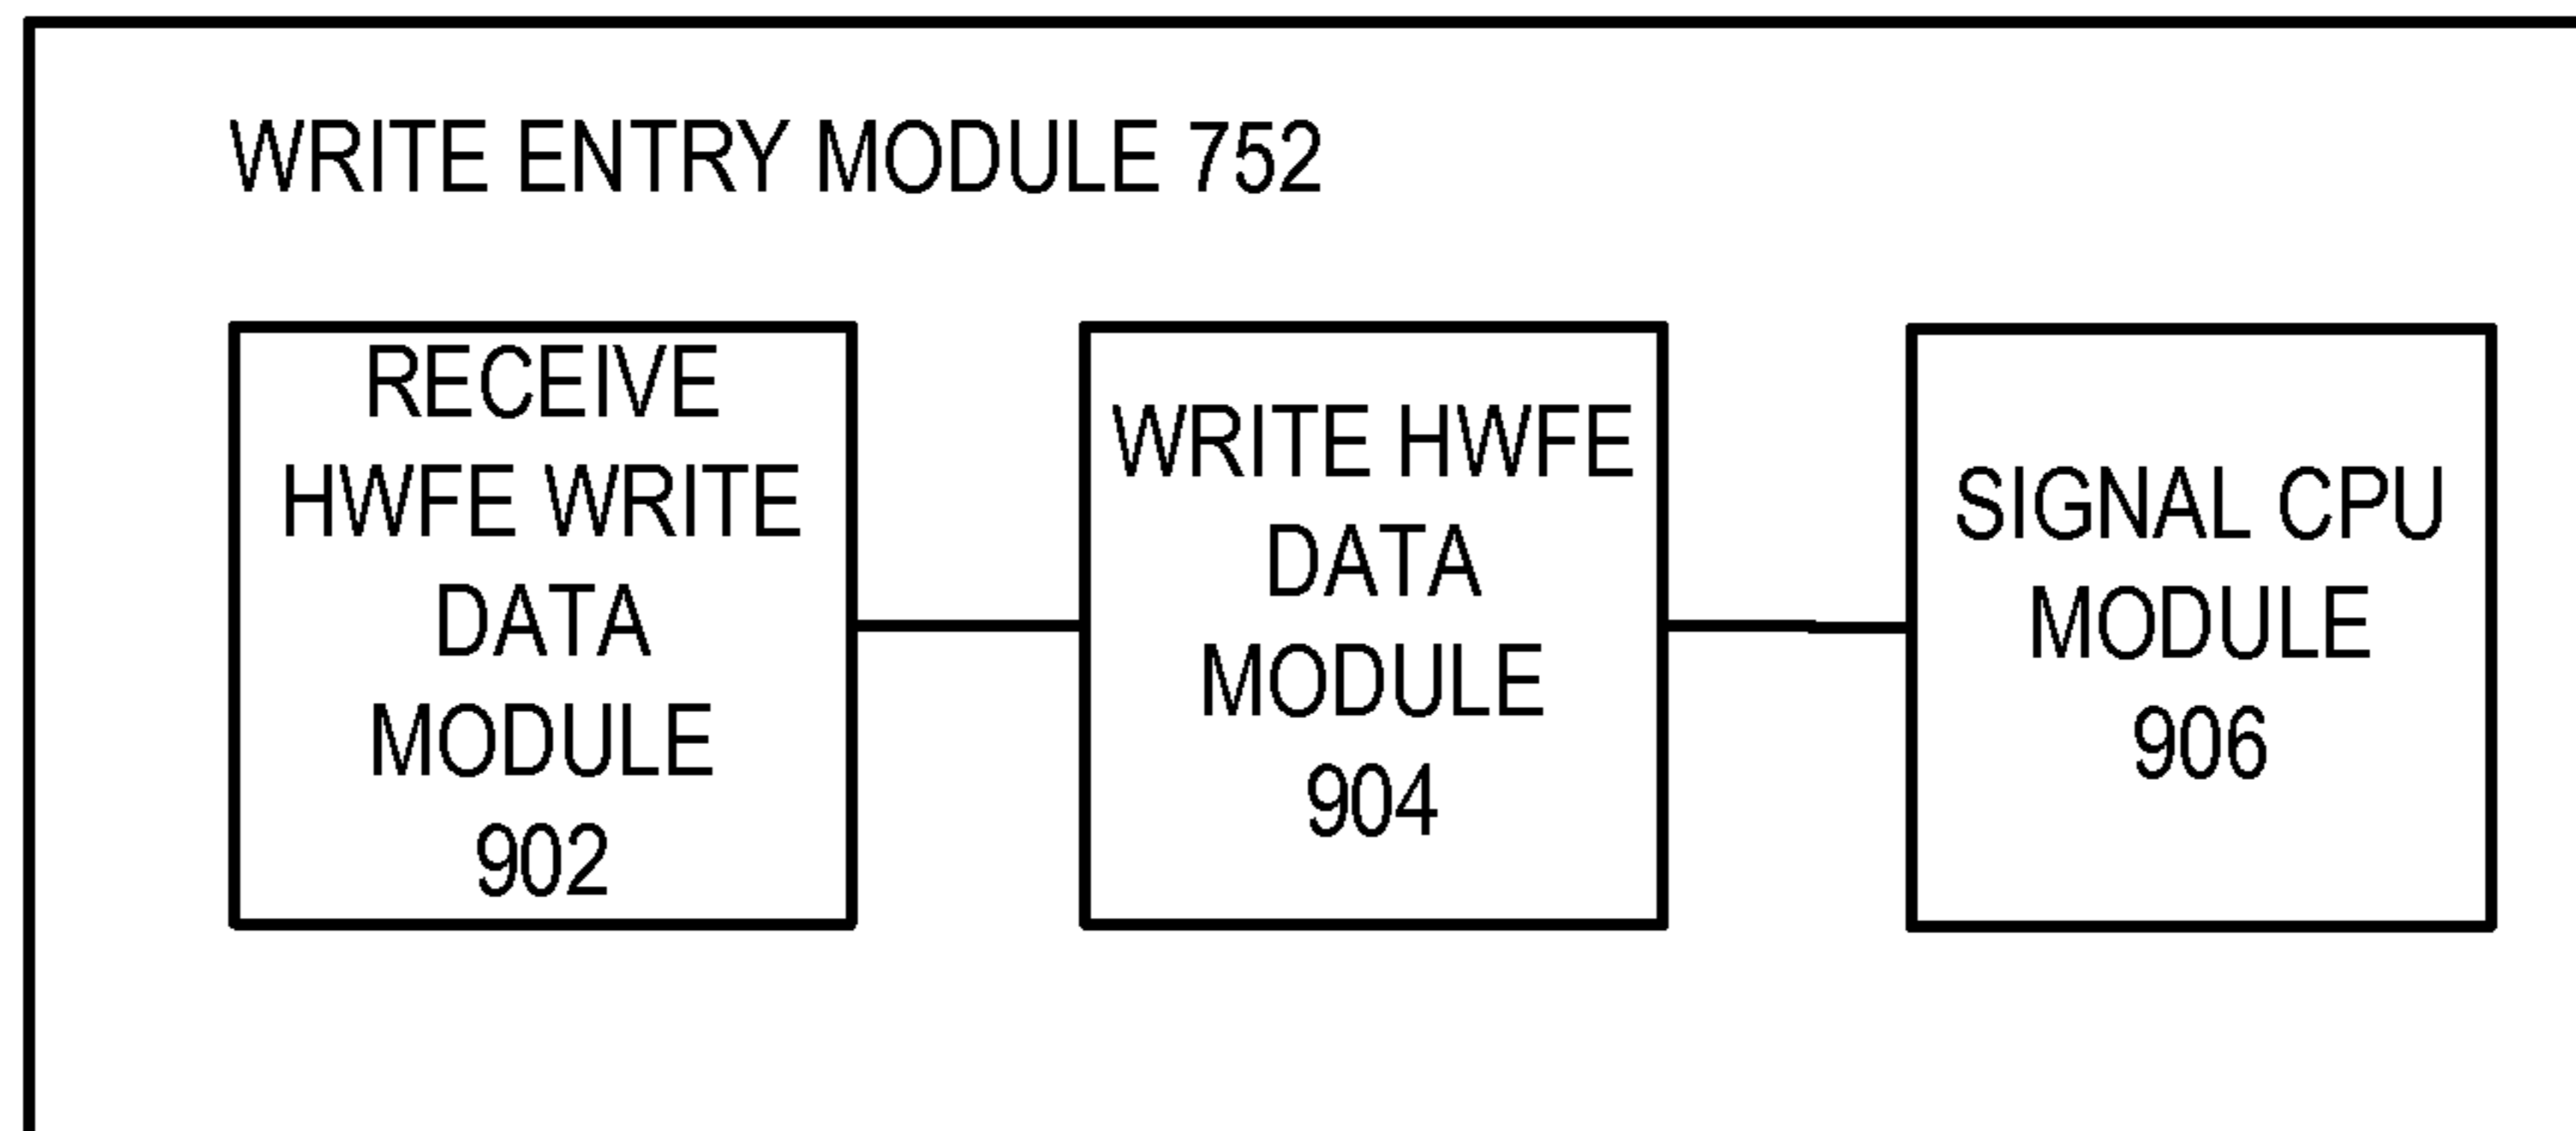 WRITE ENTRY MODULE 752
RECEIVE
HWFE WRITE
DATA
MODULE
902
WRITE HWFE
DATA
MODULE
904
SIGNAL CPU
MODULE
906